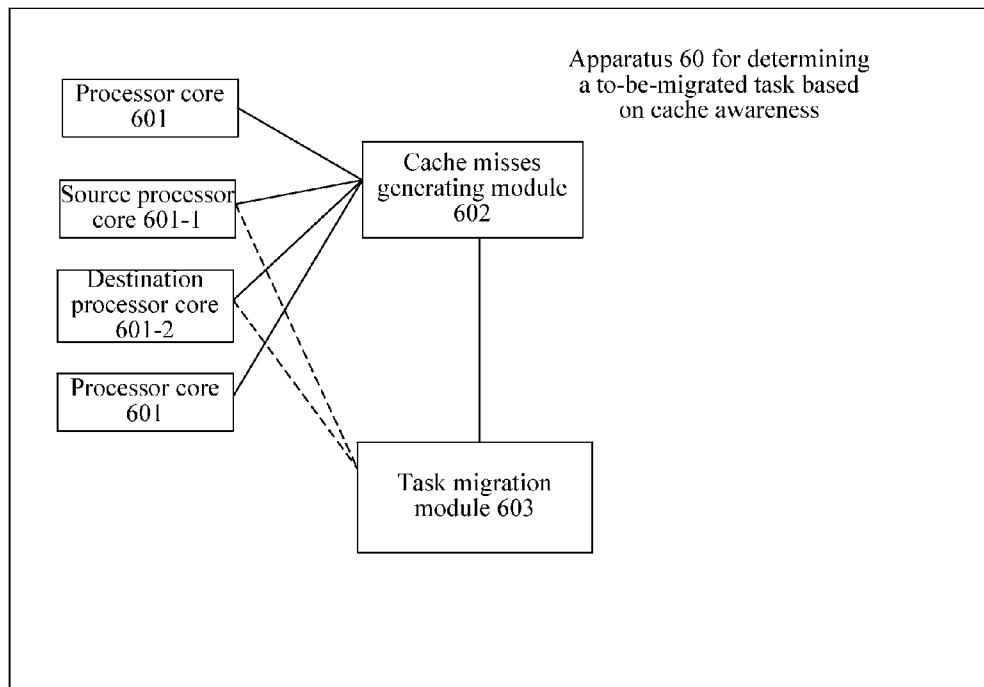 Apparatus 60 for determining
a to-be-migrated task based
on cache awareness
Processor core
601
Source processor
core 601-1
Destination
processor core
601-2
Processor core
601
Cache misses
generating module
602
Task migration
module 603